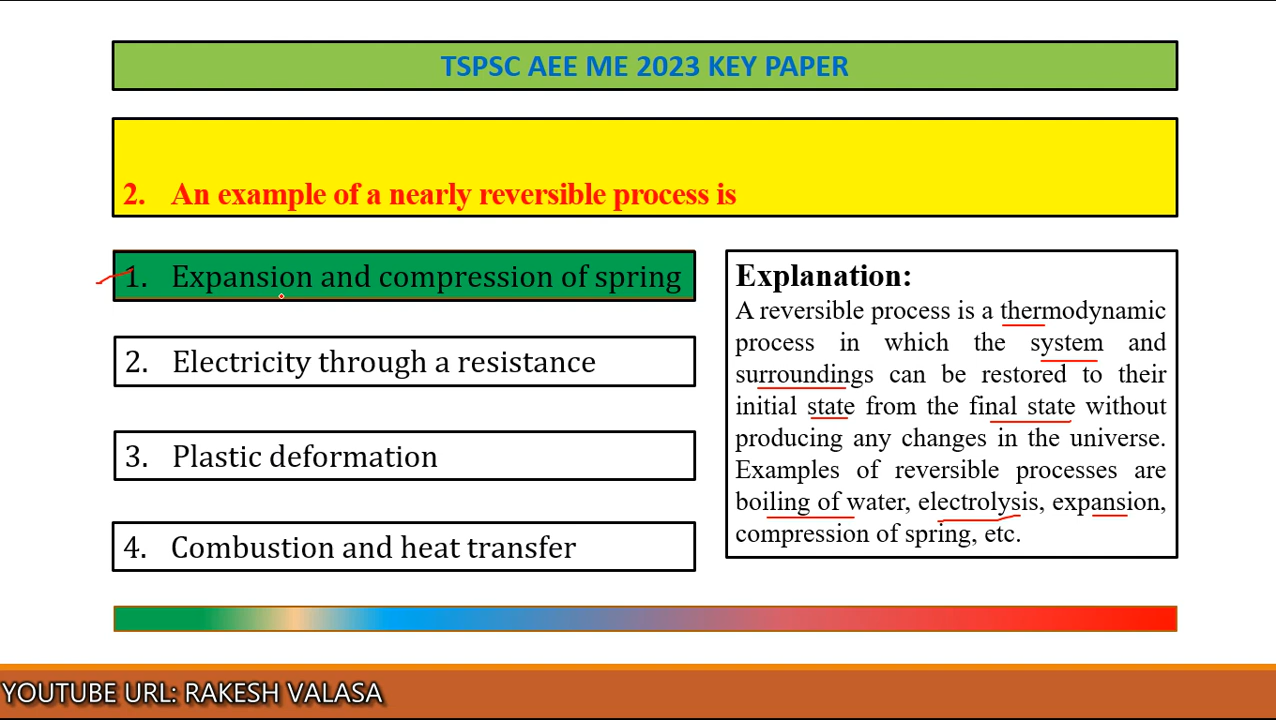 TSPSC AEE ME 2023 KEY PAPER
2. An example of a nearly reversible process is
1. Expansion and compression of spring
2. Electricity through a resistance
3. Plastic deformation
4. Combustion and heat transfer
Explanation:
A reversible process is a thermodynamic
process in which the system and
surroundings can be restored to their
initial state from the final state without
producing any changes in the universe.
Examples of reversible processes are
boiling of water, electrolysis, expansion,
compression of spring, etc.
YOUTUBE URL: RAKESH VALASA